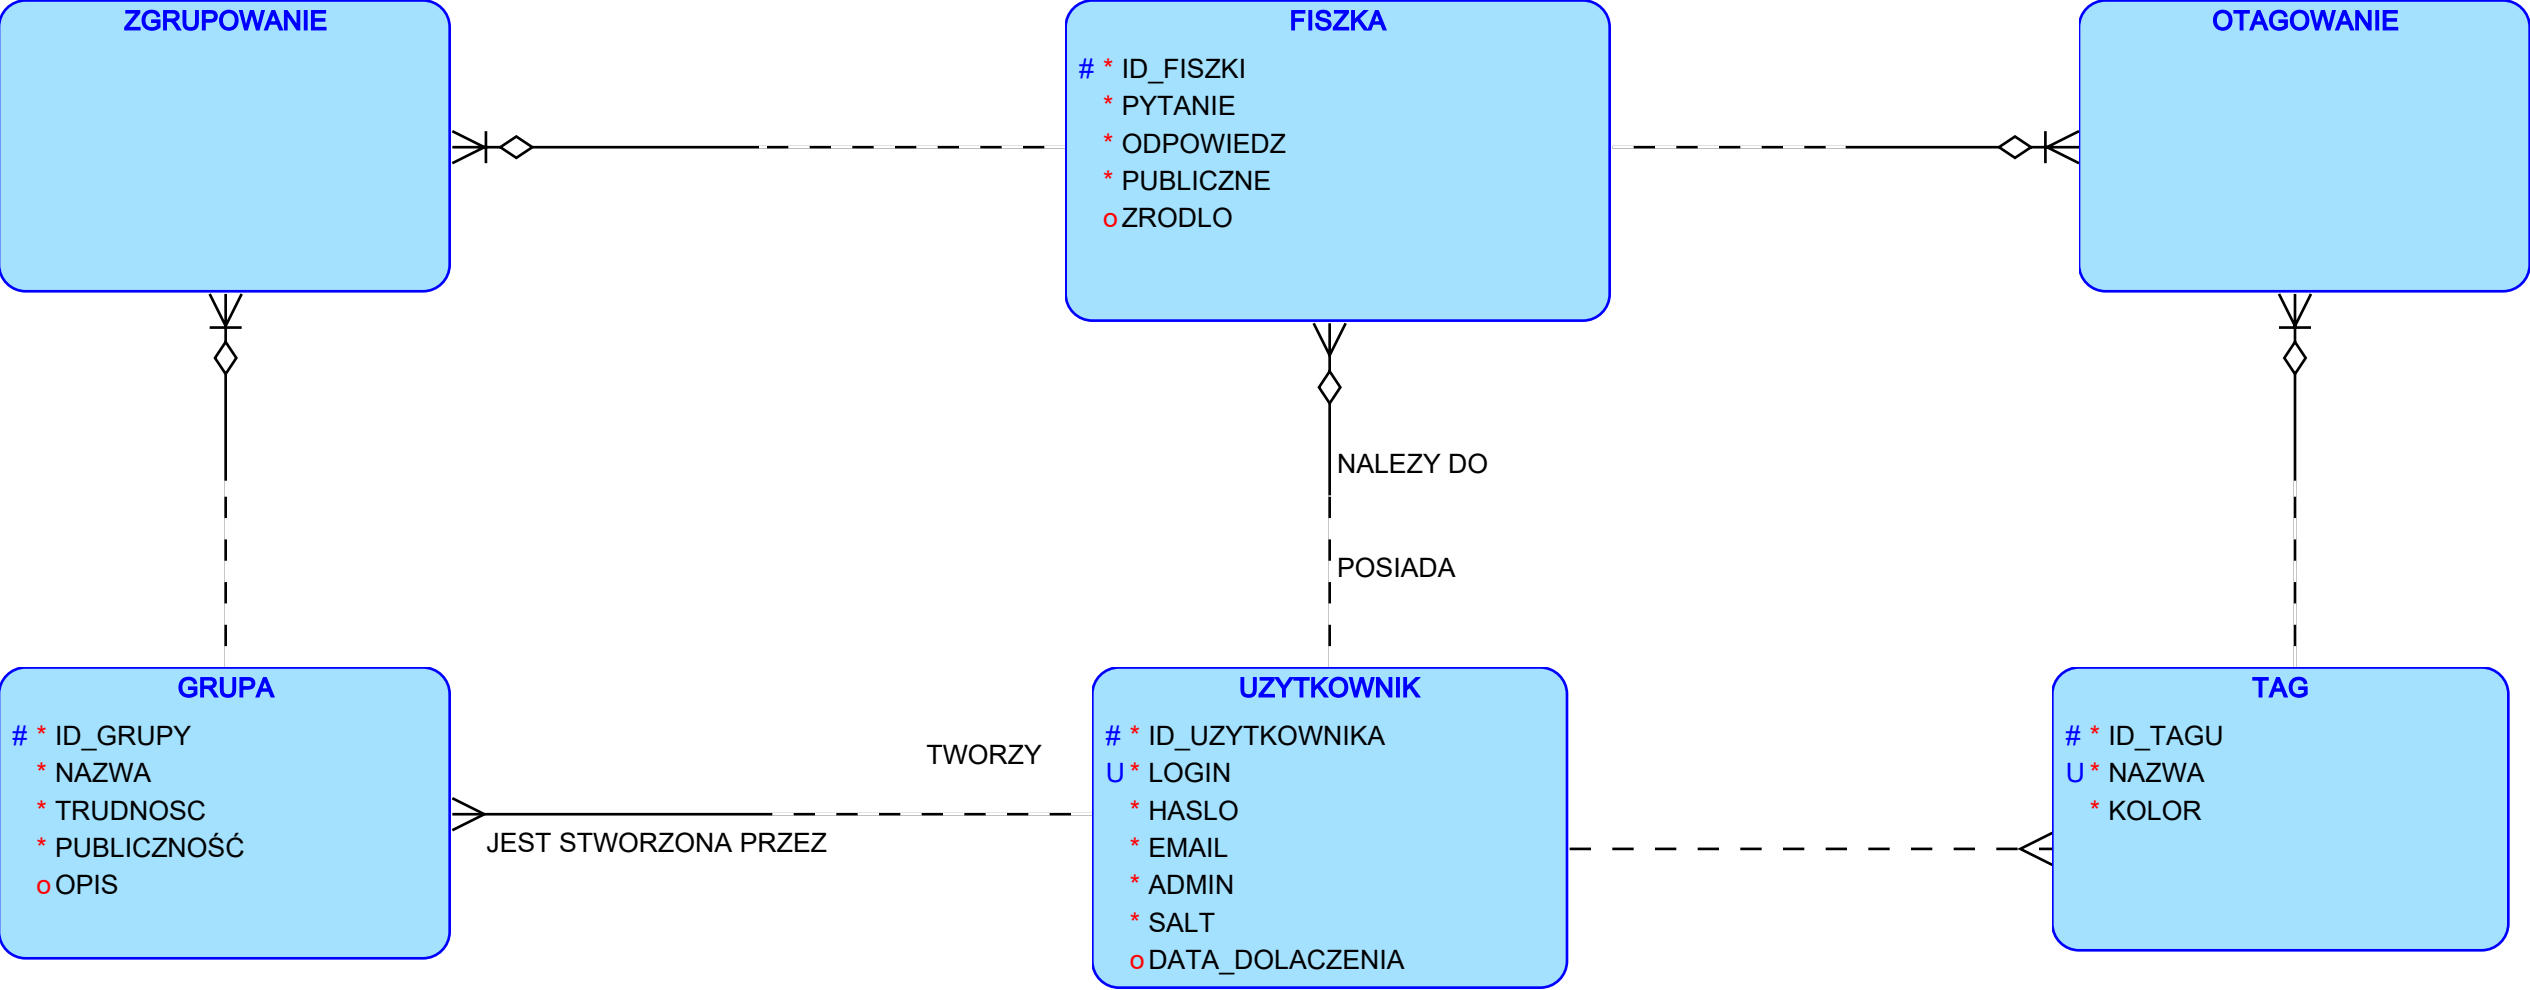 ZGRUPOWANIE
FISZKA
# * ID_FISZKI
* PYTANIE
* ODPOWIEDZ
* PUBLICZNE
o ZRODLO
OTAGOWANIE
NALEZY DO
POSIADA
GRUPA
# * ID_GRUPY
* NAZWA
* TRUDNOSC
* PUBLICZNOŚĆ
o OPIS
TWORZY
JEST STWORZONA PRZEZ
UZYTKOWNIK
# * ID_UZYTKOWNIKA
U * LOGIN
* HASLO
* EMAIL
* ADMIN
* SALT
o DATA_DOLACZENIA
TAG
# * ID_TAGU
U * NAZWA
* KOLOR